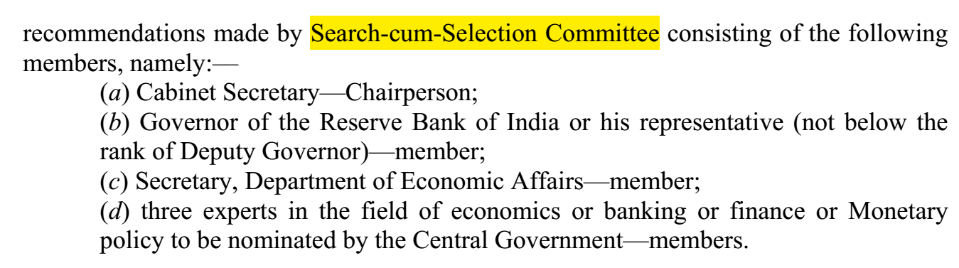 recommendations made by Search-cum-Selection Committee consisting of the following
members, namely:—
(a) Cabinet Secretary—Chairperson;
(b) Governor of the Reserve Bank of India or his representative (not below the
rank of Deputy Governor)—member;
(c) Secretary, Department of Economic Affairs—member;
(d) three experts in the field of economics or banking or finance or Monetary
policy to be nominated by the Central Government—members.